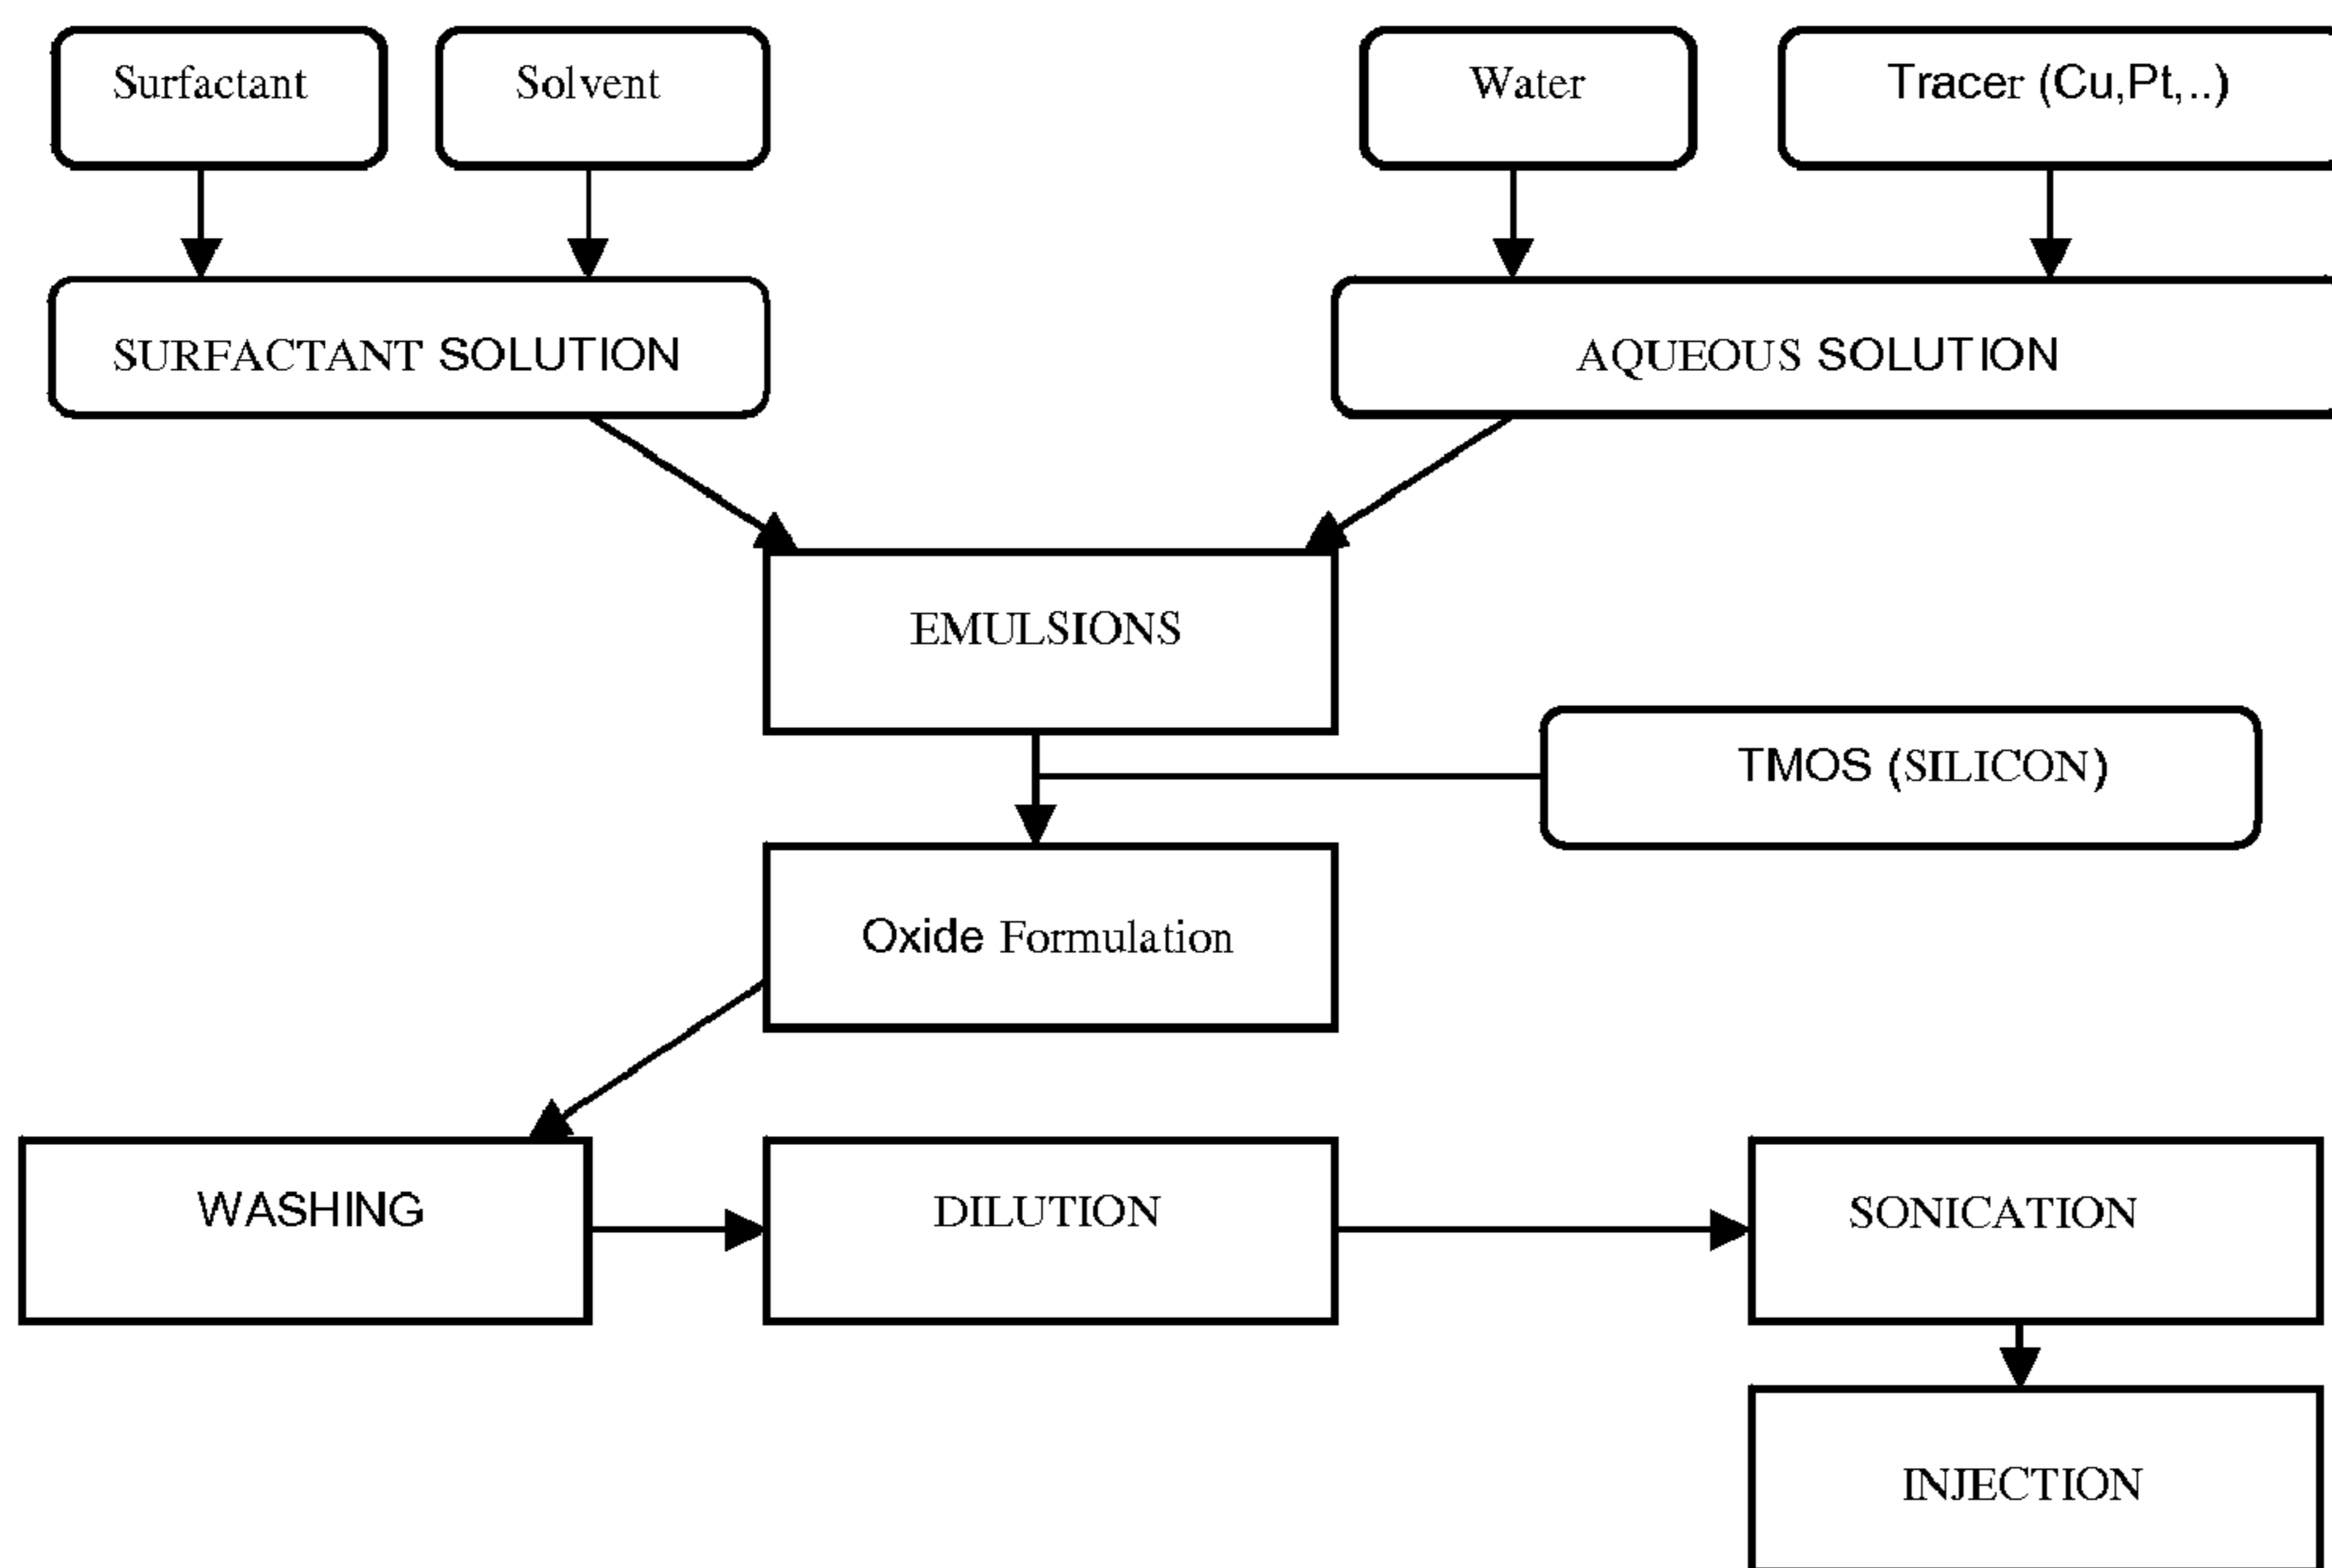 Surfactant
Solvent
Water
Tracer (Cu,Pt,..)
SURFACTANT SOLUTION
AQUEOUS SOLUTION
EMULSIONS
TMOS (SILICON)
Oxide Formulation
WASHING
DILUTION
SONICATION
INJECTION